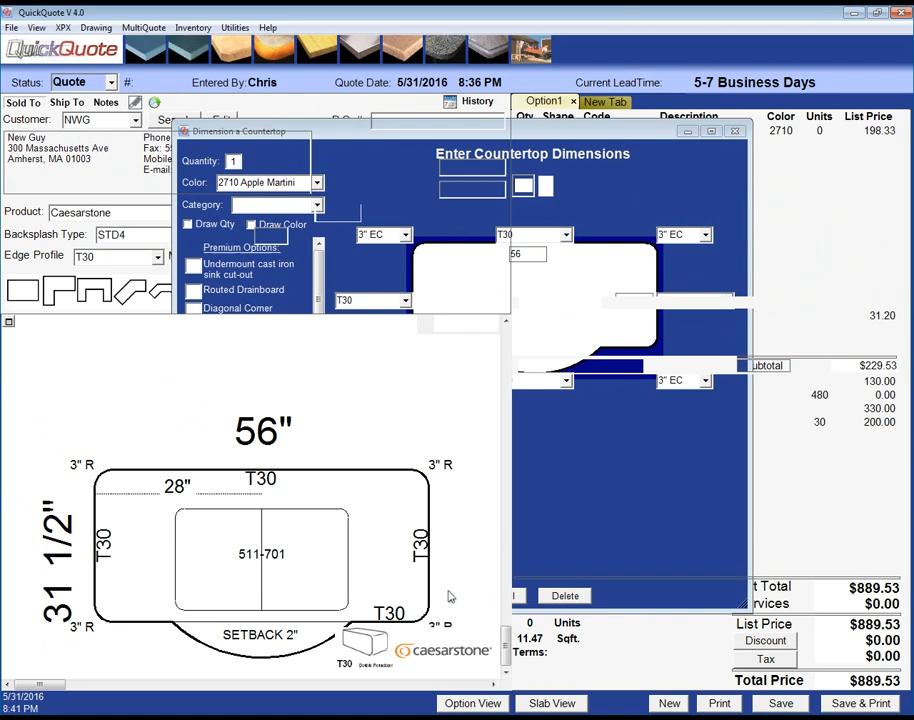 QuickQuote V 4.0
File View XPX Drawing MultiQuote Inventory Utilities Help
QuickQuote
Status: Quote #: Entered By: Chris Quote Date: 5/31/2016 8:36 PM Current LeadTime: 5-7 Business Days
Sold To Ship To Notes History Option1 × New Tab
Customer: NWG
Qty Shape Code Description Color Units List Price
2710 0 198.33
New Guy
300 Massachusetts Ave
Amherst, MA 01003
Phone
Fax: 55
Mobile
E-mail:
Product: Caesarstone
Backsplash Type: STD4
Edge Profile T30
Dimension a Countertop
Enter Countertop Dimensions
Quantity: 1
Color: 2710 Apple Martini
Category:
Draw Qty Draw Color
Premium Options:
Undermount cast iron
sink cut-out
Routed Drainboard
Diagonal Corner
3" EC T30 3" EC
56
T30
3" EC
Delete
31.20
ubtotal $229.53
130.00
480 0.00
330.00
30 200.00
56"
3" R 3" R
T30
28"
31 1/2"
T30
511-701
T30
T30
3" R 3" R
SETBACK 2"
T30
caesarstone
t Total $889.53
rvices $0.00
List Price $889.53
Discount $0.00
Tax $0.00
Total Price $889.53
0 Units
11.47 Sqft.
Terms:
5/31/2016
8:41 PM
Option View Slab View New Print Save Save & Print